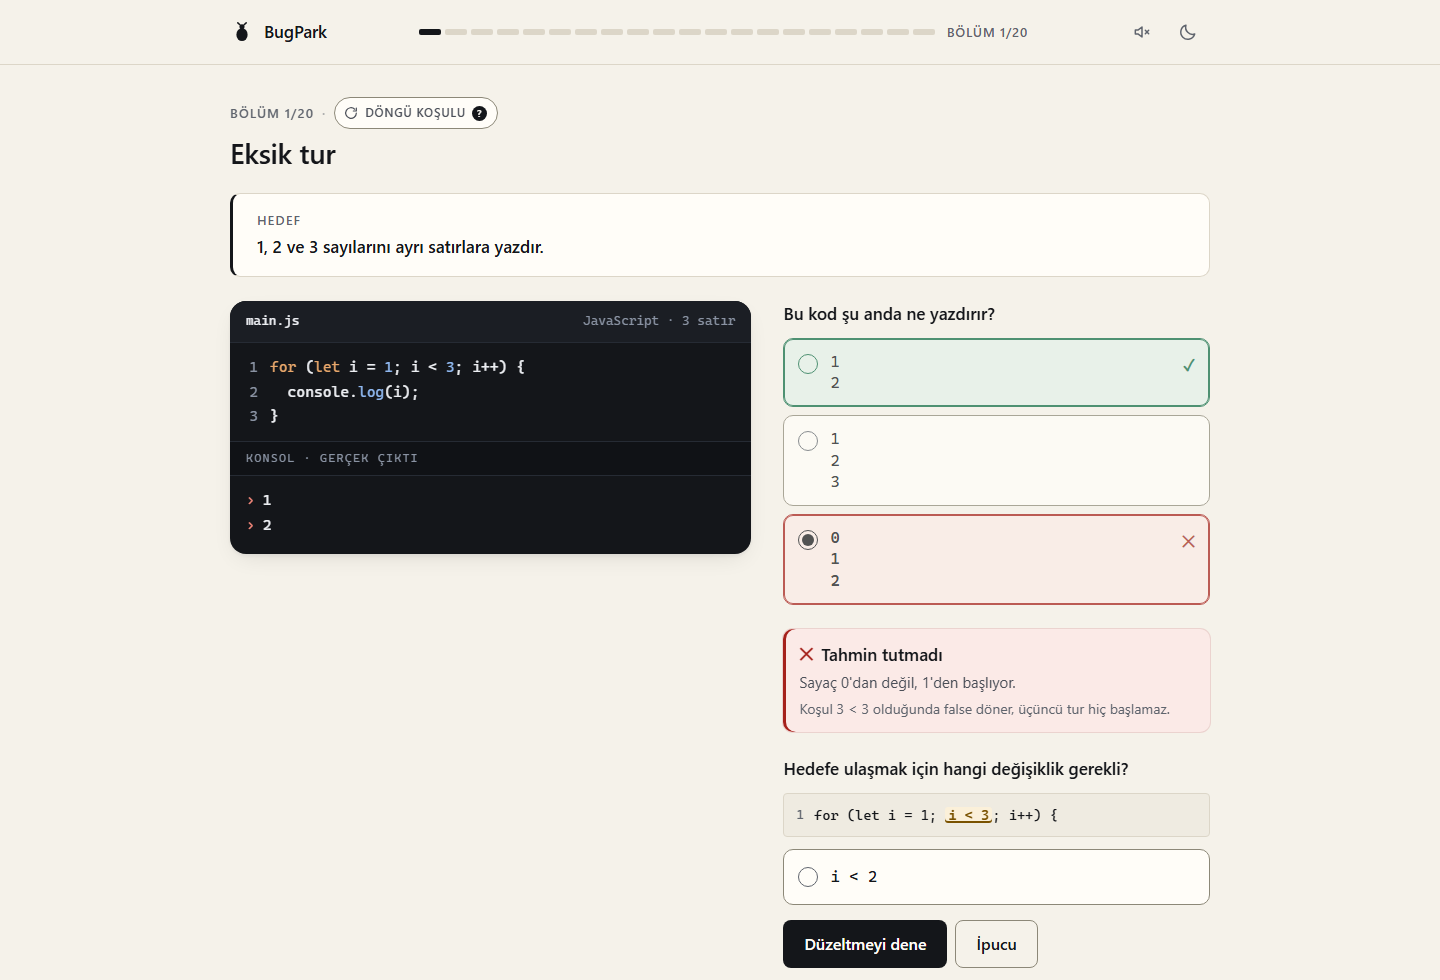 BugPark
BÖLÜM 1/20
BÖLÜM 1/20 ·
DÖNGÜ KOŞULU ?
Eksik tur
HEDEF
1, 2 ve 3 sayılarını ayrı satırlara yazdır.
main.js
JavaScript · 3 satır
1 for (let i = 1; i < 3; i++) {
2   console.log(i);
3 }
KONSOL · GERÇEK ÇIKTI
› 1
› 2
Bu kod şu anda ne yazdırır?
1
2
1
2
3
0
1
2
Tahmin tutmadı
Sayaç 0'dan değil, 1'den başlıyor.
Koşul 3 < 3 olduğunda false döner, üçüncü tur hiç başlamaz.
Hedefe ulaşmak için hangi değişiklik gerekli?
1 for (let i = 1; i < 3; i++) {
i < 2
Düzeltmeyi dene
İpucu